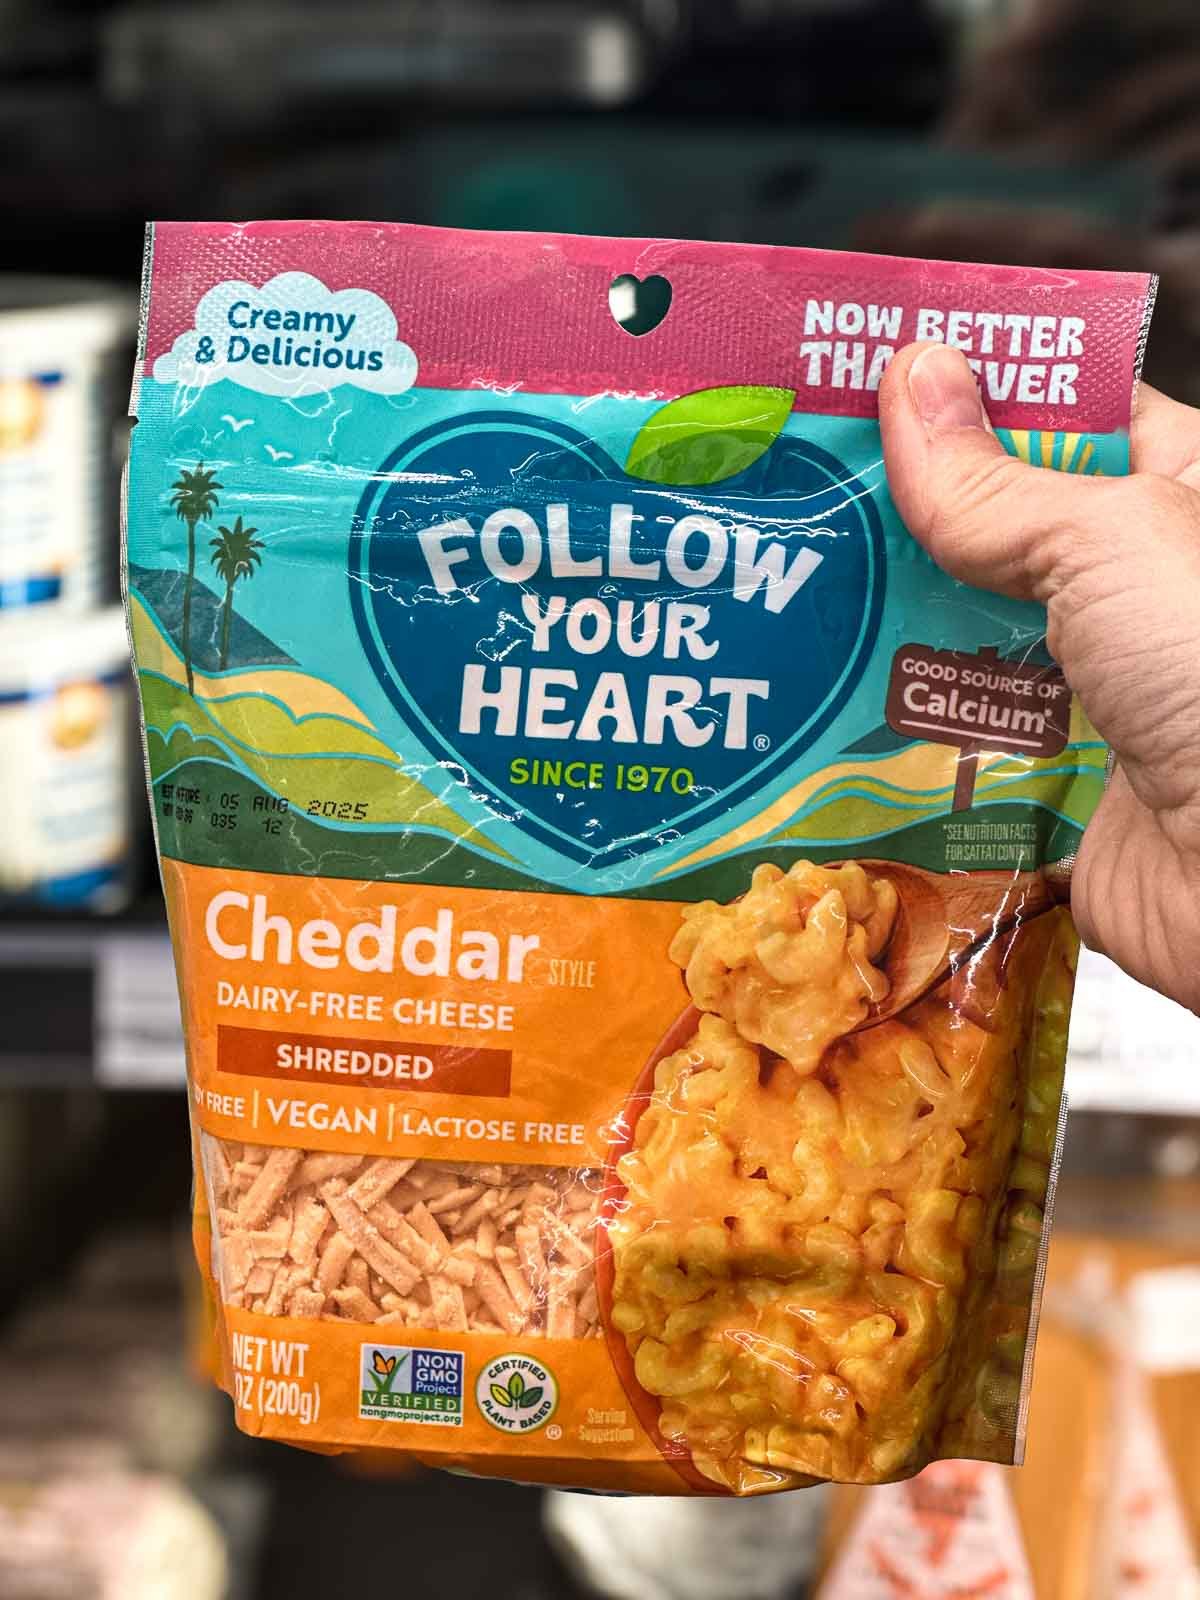 Creamy
& Delicious
NOW BETTER
EVER
FOLLOW
YOUR
HEART®
SINCE 1970
GOOD SOURCE OF
Calcium*
*SEE NUTRITION FACTS
FOR SAT FAT CONTENT
05 AUG 2025
035 12
Cheddar STYLE
DAIRY-FREE CHEESE
SHREDDED
FREE | VEGAN | LACTOSE FREE
NET WT
OZ (200g)
NON
GMO
Project
VERIFIED
nongmoproject.org
CERTIFIED
PLANT BASED
®
Serving
Suggestion